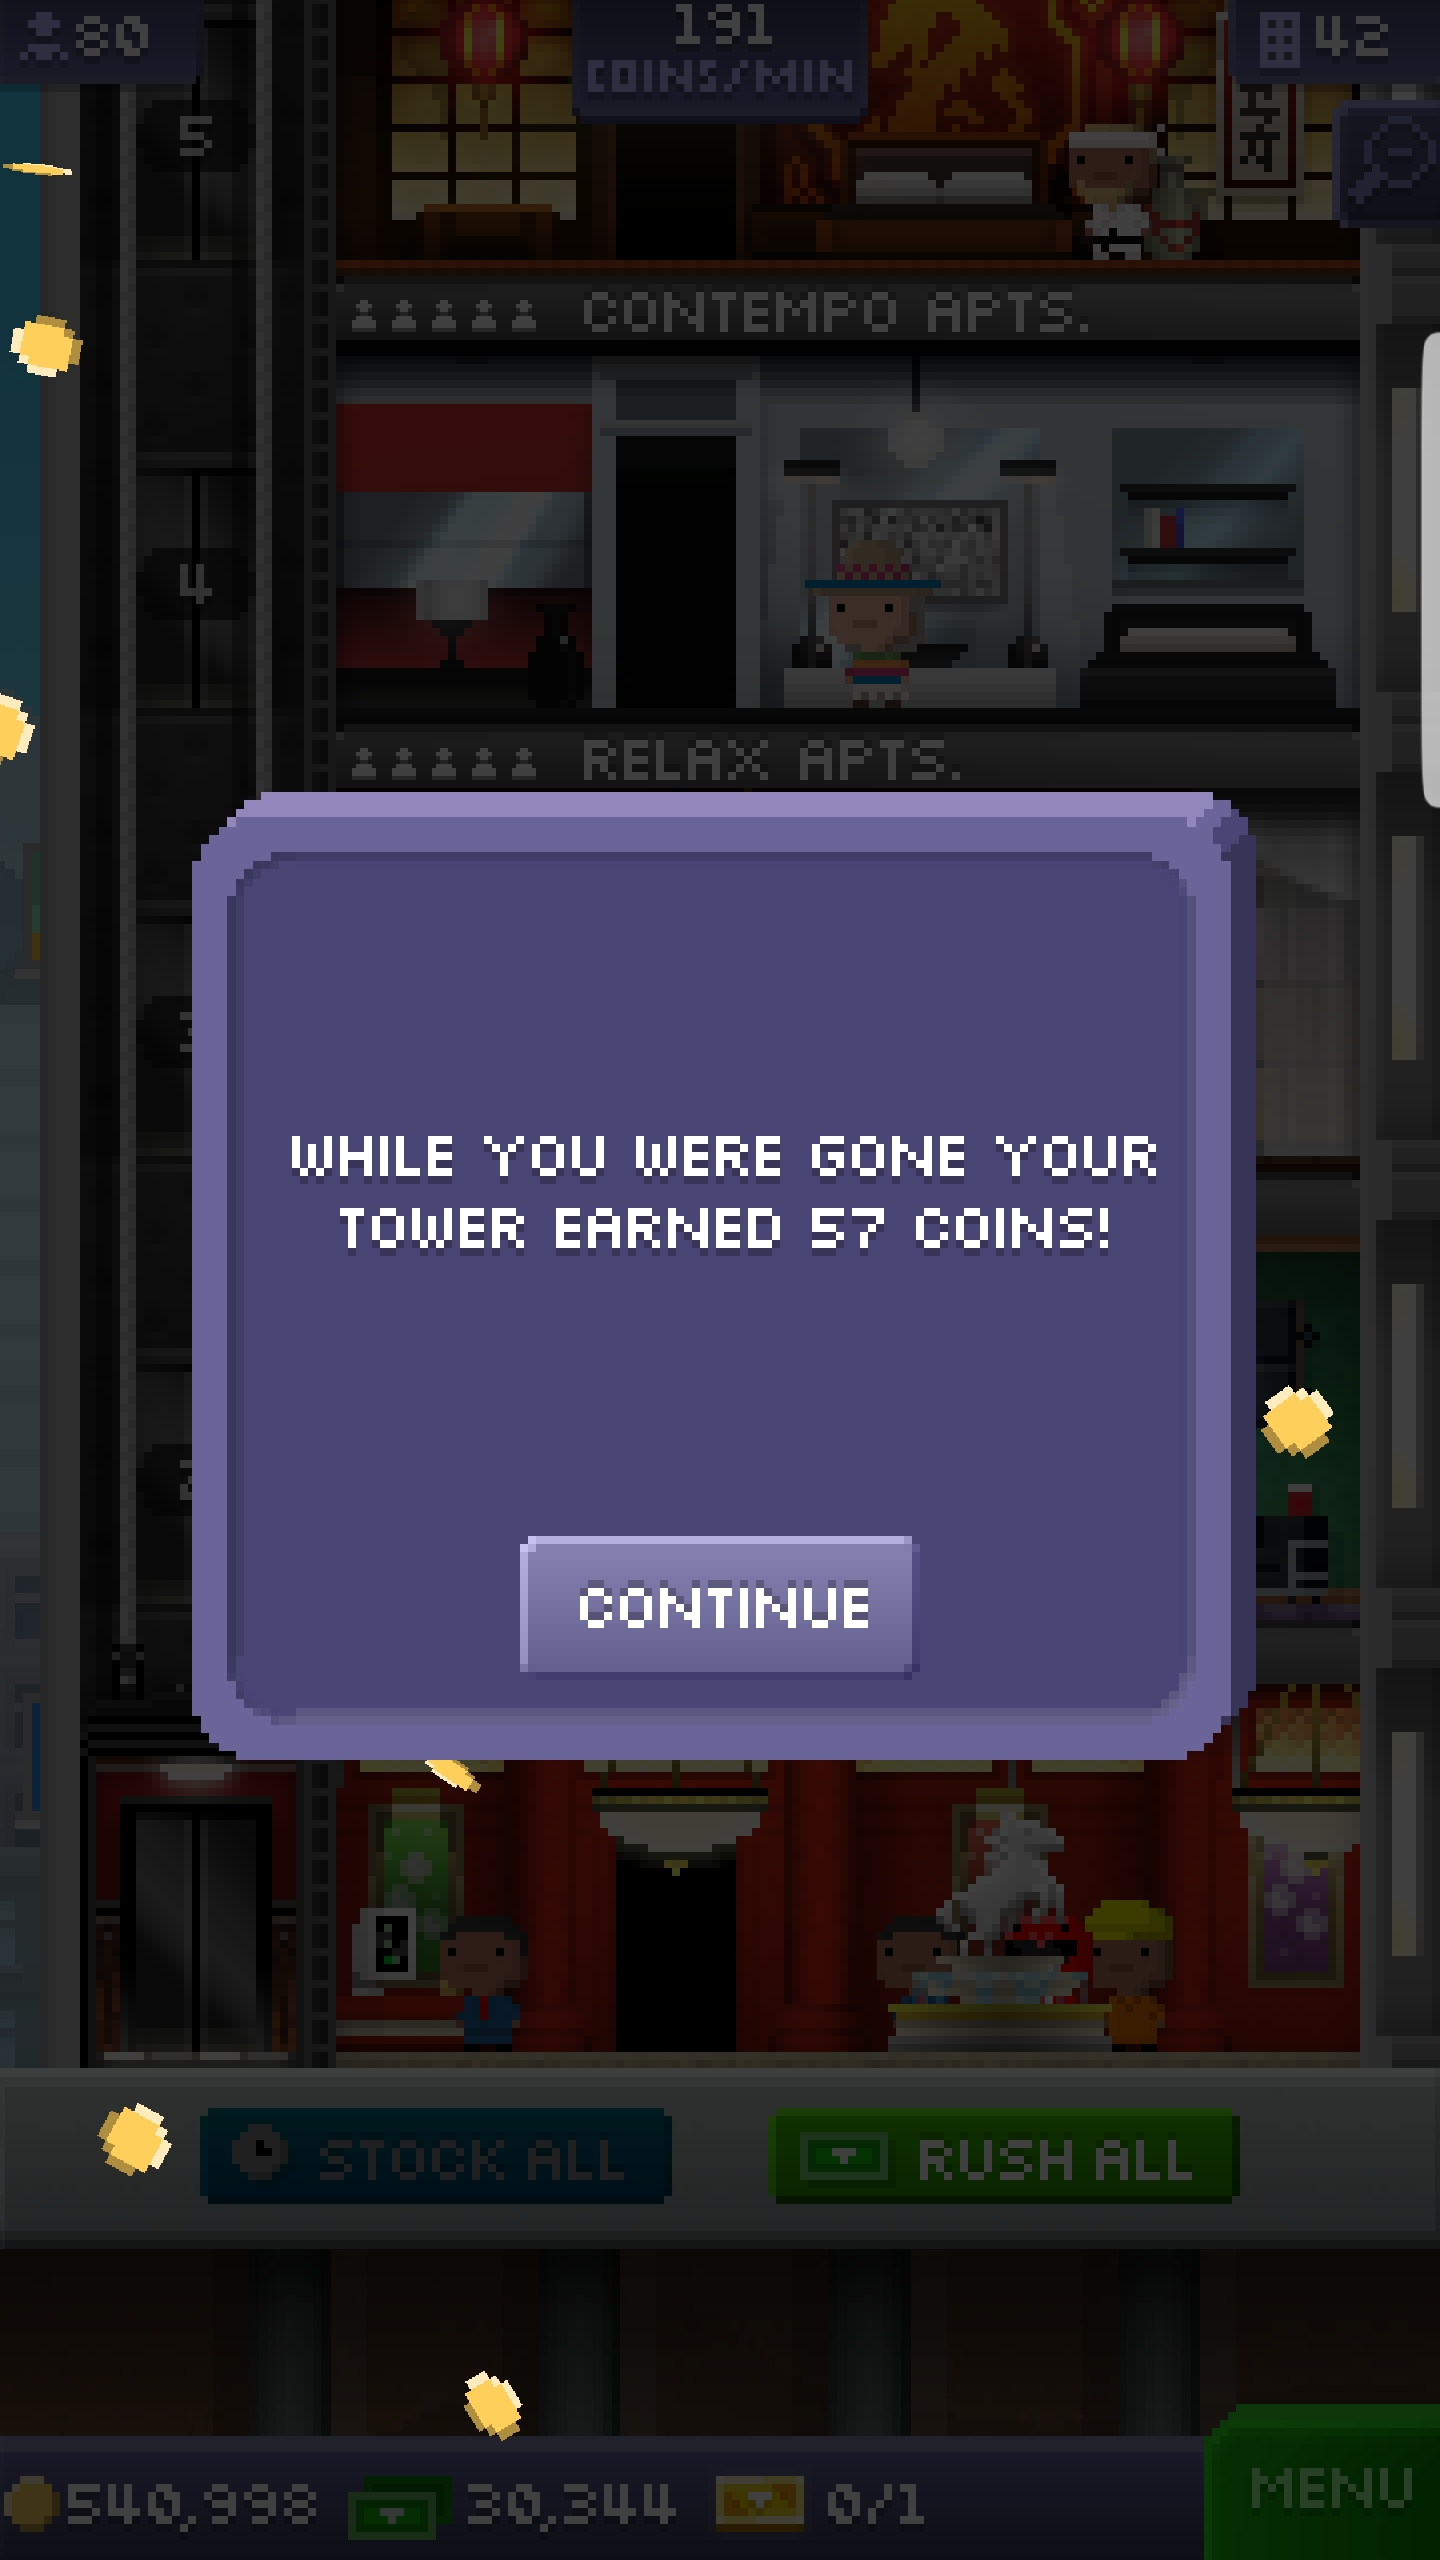 80
191
COINS/MIN
42
5
CONTEMPO APTS.
4
RELAX APTS.
WHILE YOU WERE GONE YOUR
TOWER EARNED 57 COINS!
CONTINUE
STOCK ALL
RUSH ALL
540,998
30,344
0/1
MENU